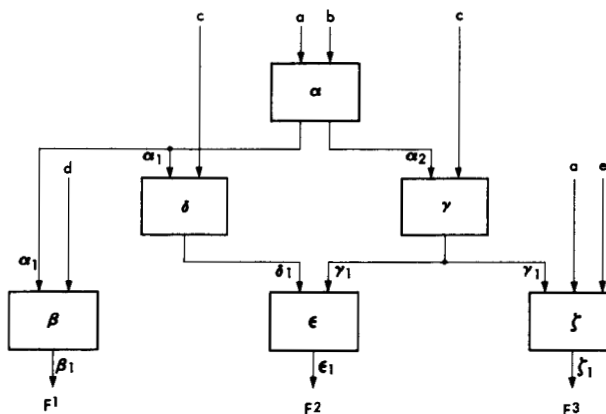 c a b c
α
α₁ α₂
d a e
δ γ
α₁ δ₁ γ₁ γ₁
β ϵ ζ
β₁ ϵ₁ ζ₁
F¹ F² F³